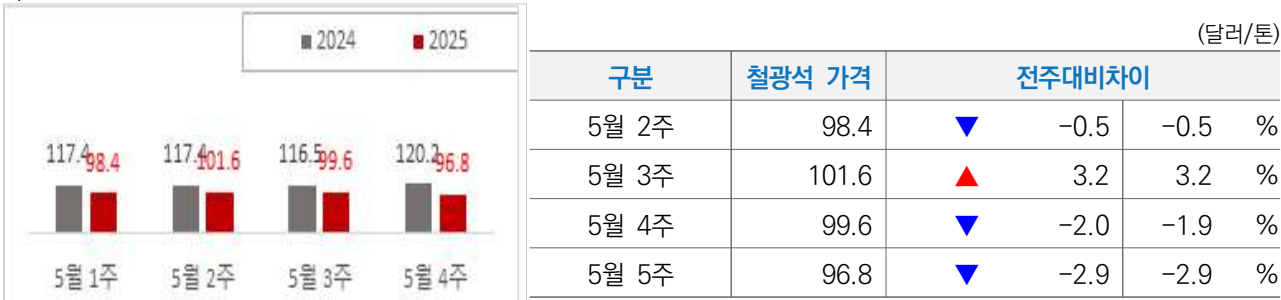 ■ 2024 ■ 2025
117.4 98.4 117.4 101.6 116.5 99.6 120.2 96.8
5월 1주 5월 2주 5월 3주 5월 4주
(달러/톤)
구분 철광석 가격 전주대비차이
5월 2주 98.4 ▼ -0.5 -0.5 %
5월 3주 101.6 ▲ 3.2 3.2 %
5월 4주 99.6 ▼ -2.0 -1.9 %
5월 5주 96.8 ▼ -2.9 -2.9 %